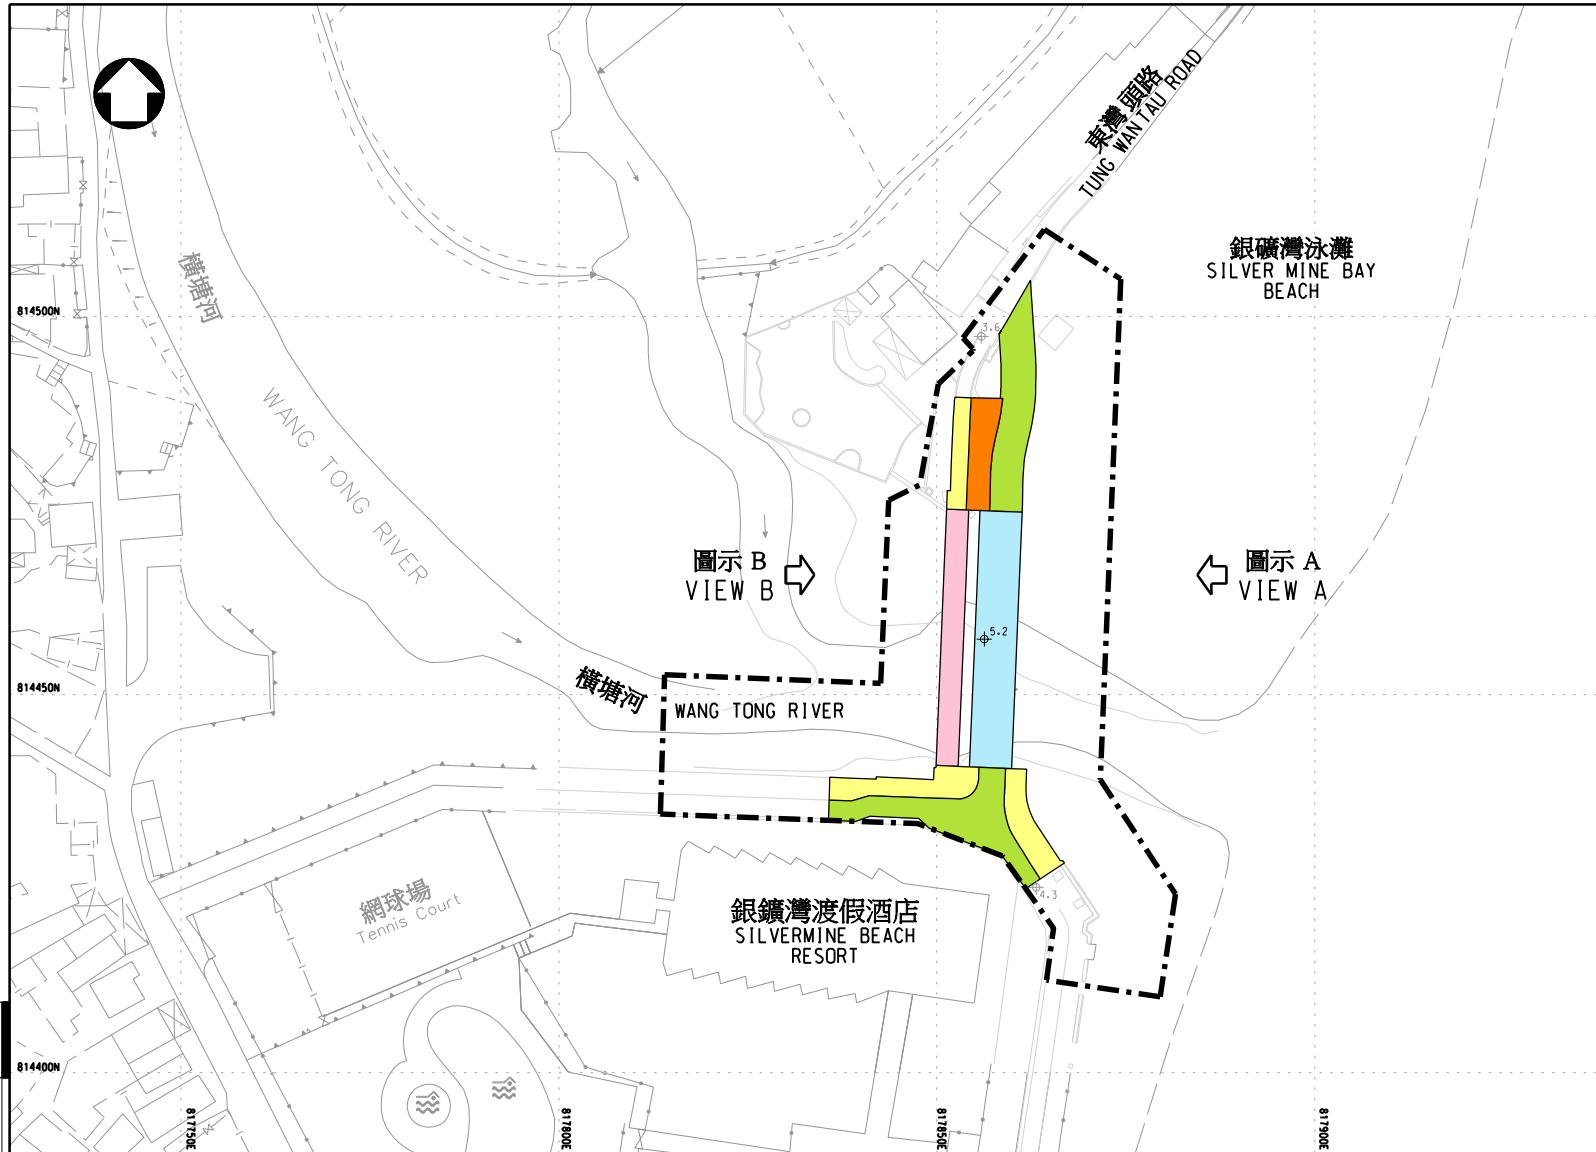 東灣頭路
TUNG WAN TAU ROAD
銀礦灣泳灘
SILVER MINE BAY
BEACH
橫塘河
WANG TONG RIVER
814500N
3.6
圖示 B
VIEW B
圖示 A
VIEW A
5.2
814450N
橫塘河
WANG TONG RIVER
網球場
Tennis Court
銀鑛灣渡假酒店
SILVERMINE BEACH
RESORT
4.3
814400N
817750E
817800E
817850E
817900E